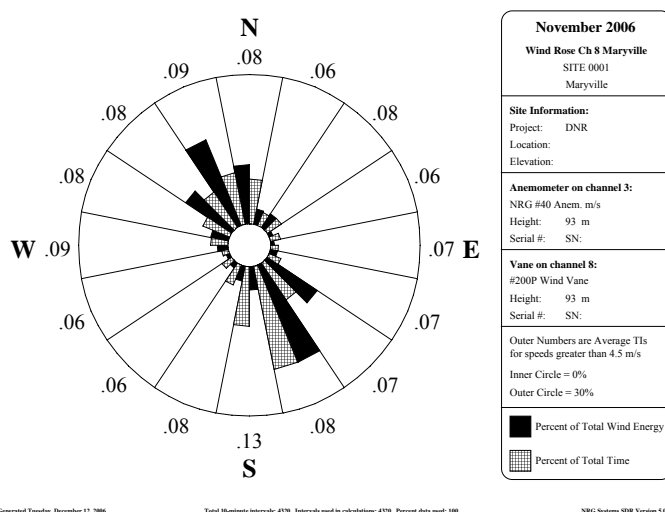 N
.08
.06
.08
.06
.07
E
.07
.07
.08
.13
S
.08
.06
.06
.09
W
.08
.08
.09
November 2006
Wind Rose Ch 8 Maryville
SITE 0001
Maryville
Site Information:
Project: DNR
Location:
Elevation:
Anemometer on channel 3:
NRG #40 Anem. m/s
Height: 93 m
Serial #: SN:
Vane on channel 8:
#200P Wind Vane
Height: 93 m
Serial #: SN:
Outer Numbers are Average TIs
for speeds greater than 4.5 m/s
Inner Circle = 0%
Outer Circle = 30%
Percent of Total Wind Energy
Percent of Total Time
Generated Tuesday, December 12, 2006
Total 10-minute intervals: 4320 Intervals used in calculations: 4320 Percent data used: 100
NRG Systems SDR Version 5.0